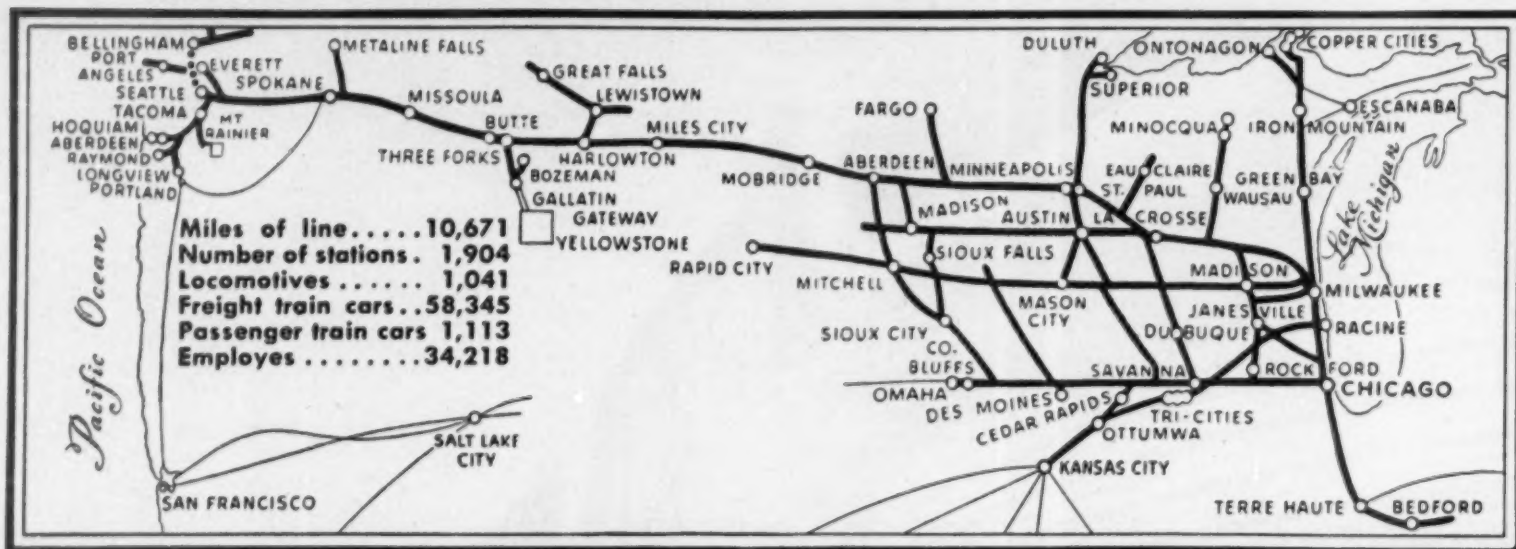 BELLINGHAM
PORT
ANGELES
EVERETT
SPOKANE
SEATTLE
TACOMA
MT
RAINIER
HOQUIAM
ABERDEEN
RAYMOND
LONGVIEW
PORTLAND
METALINE FALLS
MISSOULA
BUTTE
THREE FORKS
GREAT FALLS
LEWISTOWN
HARLOWTON
MILES CITY
BOZEMAN
GALLATIN
GATEWAY
YELLOWSTONE
MOBRIDGE
FARGO
ABERDEEN
MINNEAPOLIS
DULUTH
SUPERIOR
ONTONAGON
COPPER CITIES
ESCANABA
MINOCQUA
IRON MOUNTAIN
EAU CLAIRE
ST. PAUL
GREEN BAY
WAUSAU
MADISON
AUSTIN
LA CROSSE
Lake
Michigan
SIOUX FALLS
RAPID CITY
MITCHELL
MASON
CITY
MADISON
MILWAUKEE
JANESVILLE
RACINE
DUBUQUE
SIOUX CITY
CO.
BLUFFS
OMAHA
DES MOINES
CEDAR RAPIDS
SAVANNA
ROCKFORD
CHICAGO
TRI-CITIES
OTTUMWA
KANSAS CITY
TERRE HAUTE
BEDFORD
Pacific Ocean
Miles of line.....10,671
Number of stations. 1,904
Locomotives ...... 1,041
Freight train cars..58,345
Passenger train cars 1,113
Employes ........34,218
SALT LAKE
CITY
SAN FRANCISCO